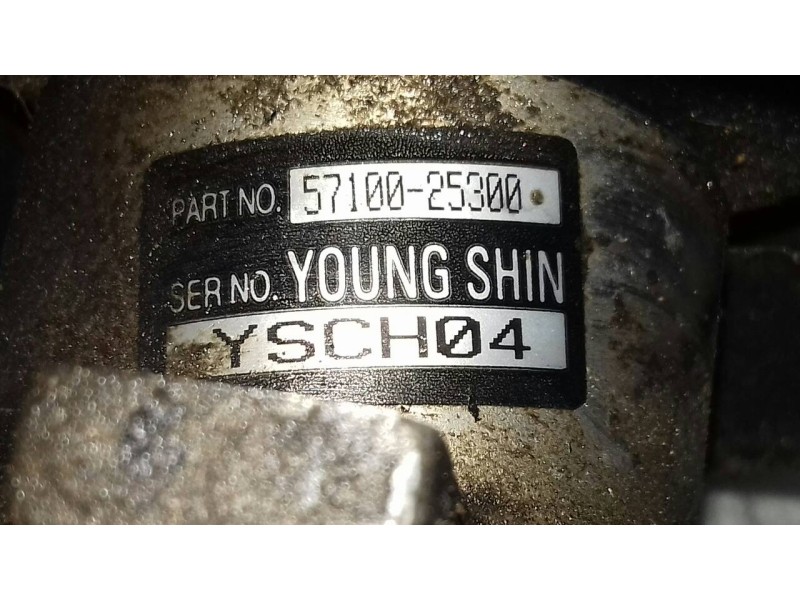 PART NO. 57100-25300
SER NO. YOUNG SHIN
YSCH04